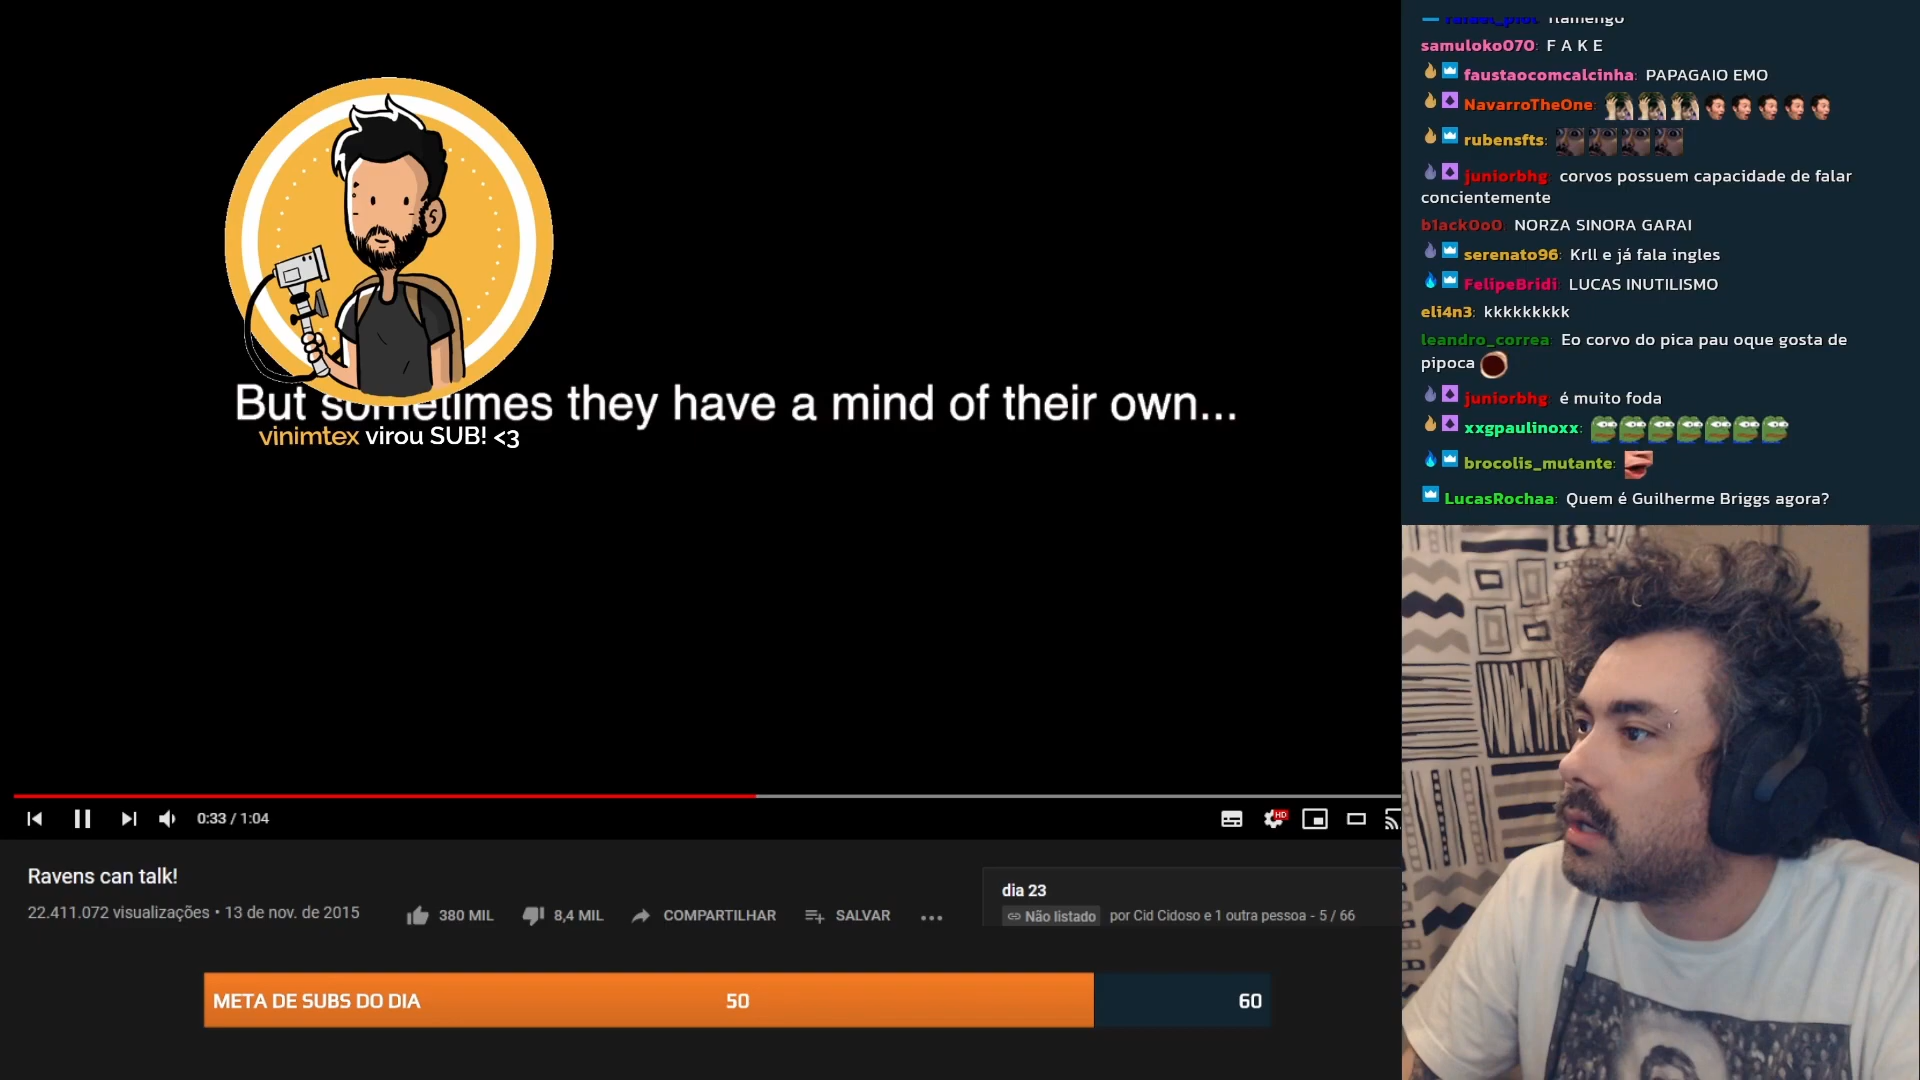 But sometimes they have a mind of their own...
vinimtex virou SUB! <3
0:33 / 1:04
HD
Ravens can talk!
22.411.072 visualizações • 13 de nov. de 2015
380 MIL
8,4 MIL
COMPARTILHAR
SALVAR
dia 23
Não listado
por Cid Cidoso e 1 outra pessoa - 5 / 66
META DE SUBS DO DIA
50
60
flamengo
samuloko070: F A K E
faustaocomcalcinha: PAPAGAIO EMO
NavarroTheOne:
rubensfts:
juniorbhg: corvos possuem capacidade de falar
concientemente
b1ack0o0: NORZA SINORA GARAI
serenato96: Krll e já fala ingles
FelipeBridi: LUCAS INUTILISMO
eli4n3: kkkkkkkkk
leandro_correa: Eo corvo do pica pau oque gosta de
pipoca
juniorbhg: é muito foda
xxgpaulinoxx:
brocolis_mutante:
LucasRochaa: Quem é Guilherme Briggs agora?